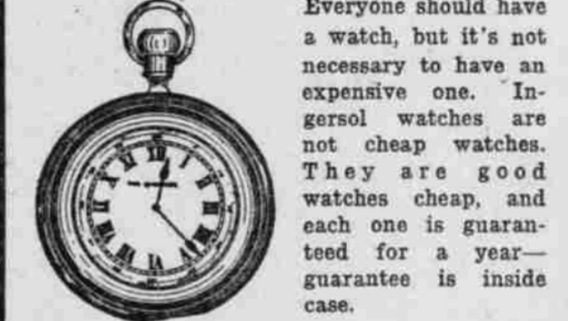 Everyone should have
a watch, but it's not
necessary to have an
expensive one. In-
gersol watches are
not cheap watches.
They are good
watches cheap, and
each one is guaran-
teed for a year—
guarantee is inside
case.